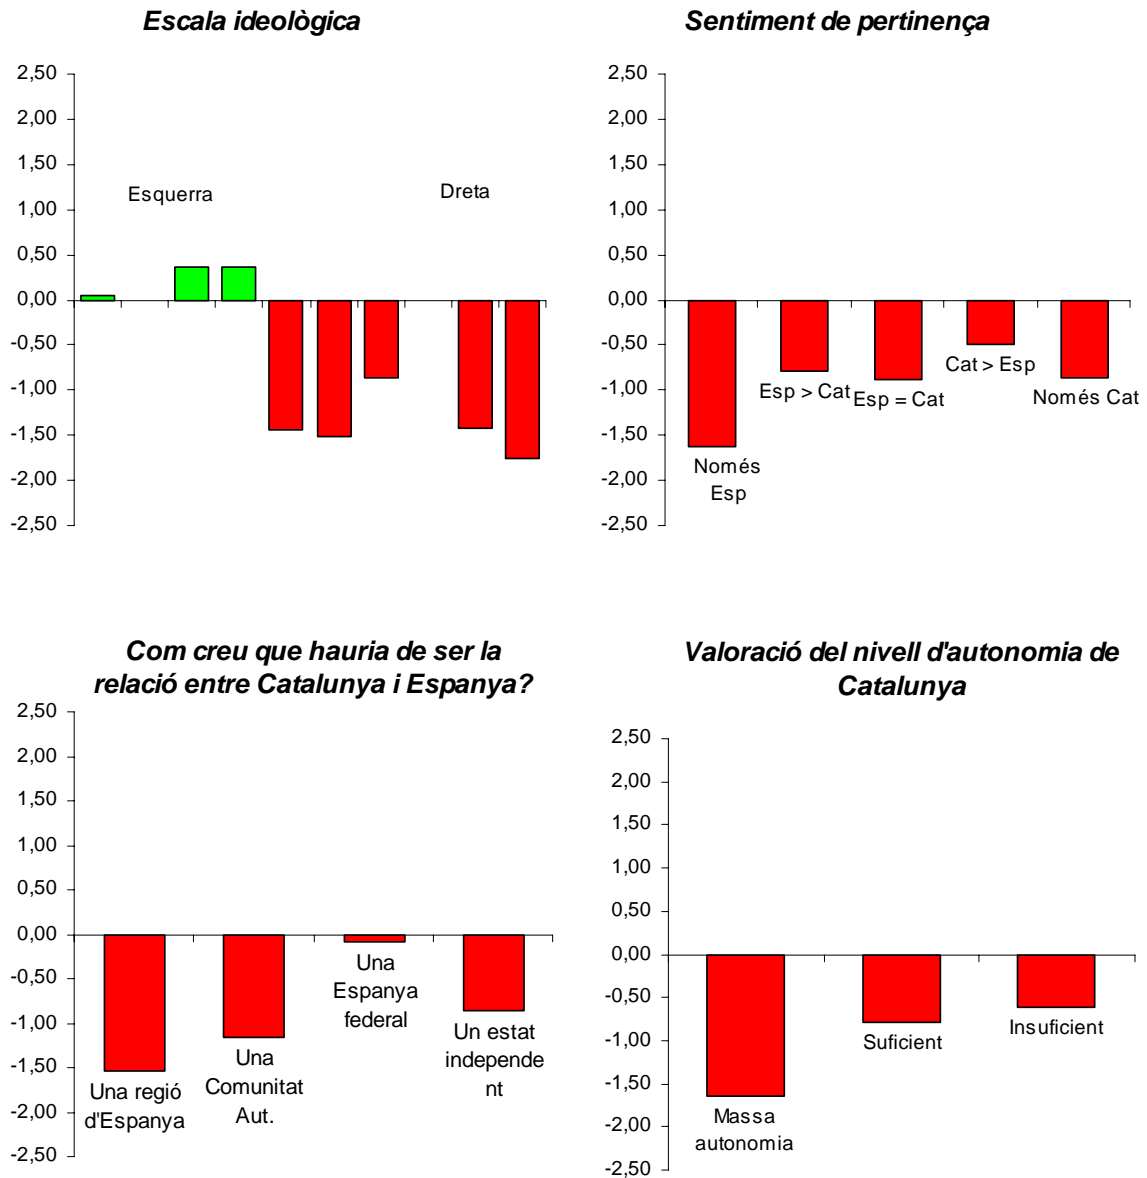 Escala ideològica
2,50
2,00
1,50
1,00
0,50
0,00
-0,50
-1,00
-1,50
-2,00
-2,50
Esquerra
Dreta
Sentiment de pertinença
2,50
2,00
1,50
1,00
0,50
0,00
-0,50
-1,00
-1,50
-2,00
-2,50
Només
Esp
Esp > Cat
Esp = Cat
Cat > Esp
Només Cat
Com creu que hauria de ser la
relació entre Catalunya i Espanya?
2,50
2,00
1,50
1,00
0,50
0,00
-0,50
-1,00
-1,50
-2,00
-2,50
Una regió
d'Espanya
Una
Comunitat
Aut.
Una
Espanya
federal
Un estat
independe
nt
Valoració del nivell d'autonomia de
Catalunya
2,50
2,00
1,50
1,00
0,50
0,00
-0,50
-1,00
-1,50
-2,00
-2,50
Massa
autonomia
Suficient
Insuficient